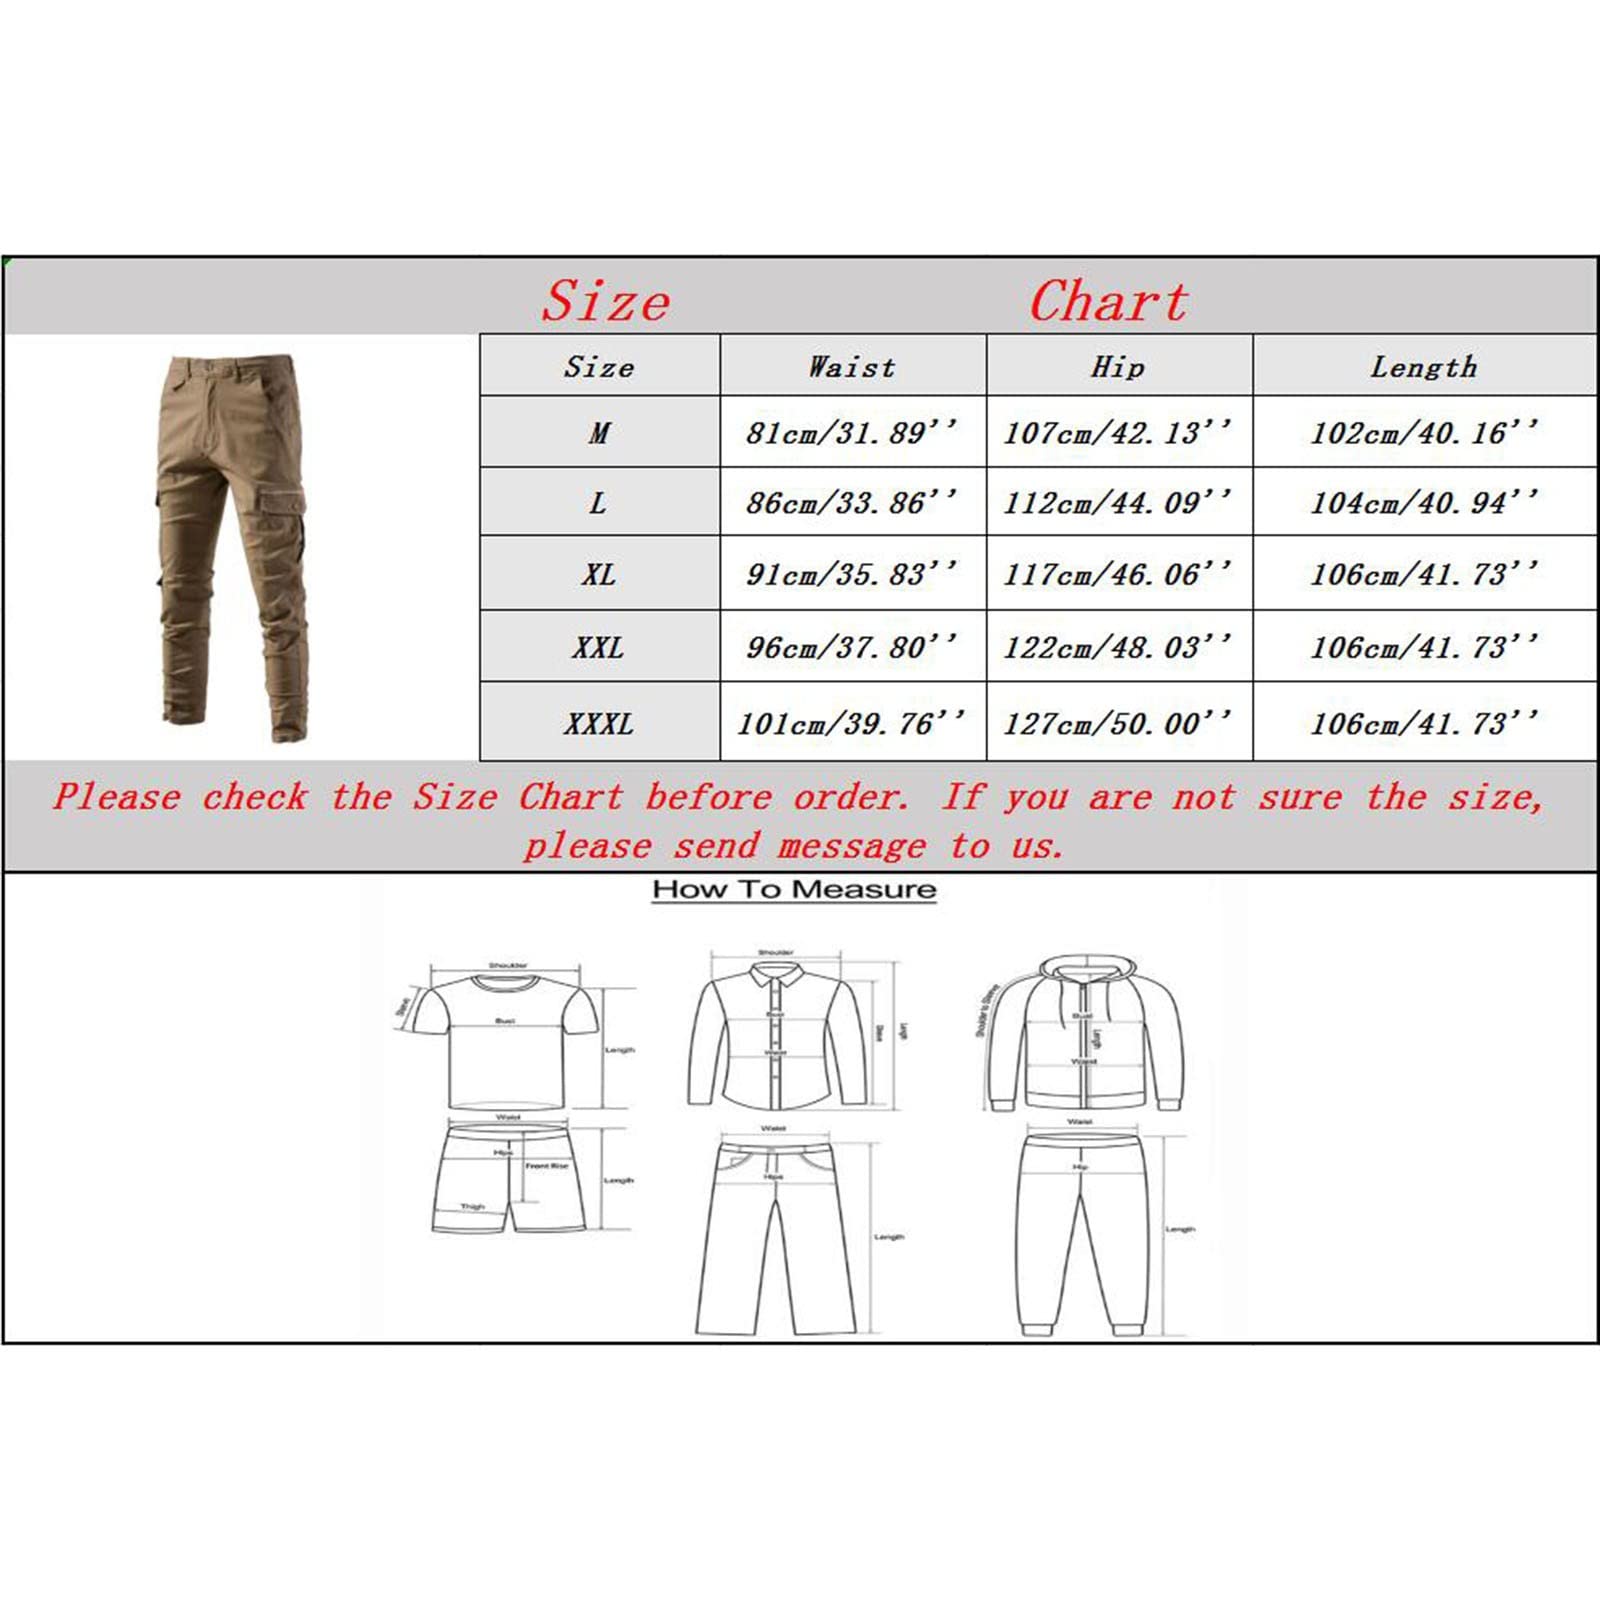 Size Chart
Size Waist Hip Length
M 81cm/31.89’’ 107cm/42.13’’ 102cm/40.16’’
L 86cm/33.86’’ 112cm/44.09’’ 104cm/40.94’’
XL 91cm/35.83’’ 117cm/46.06’’ 106cm/41.73’’
XXL 96cm/37.80’’ 122cm/48.03’’ 106cm/41.73’’
XXXL 101cm/39.76’’ 127cm/50.00’’ 106cm/41.73’’
Please check the Size Chart before order. If you are not sure the size,
please send message to us.
How To Measure
Shoulder
Sleeve
Bust
Length
Shoulder
Bust
Waist
Sleeve
Length
Shoulder&Sleeve
Bust
Length
Waist
Waist
Hips
Front Rise
Thigh
Length
Waist
Hips
Length
Waist
Hip
Length